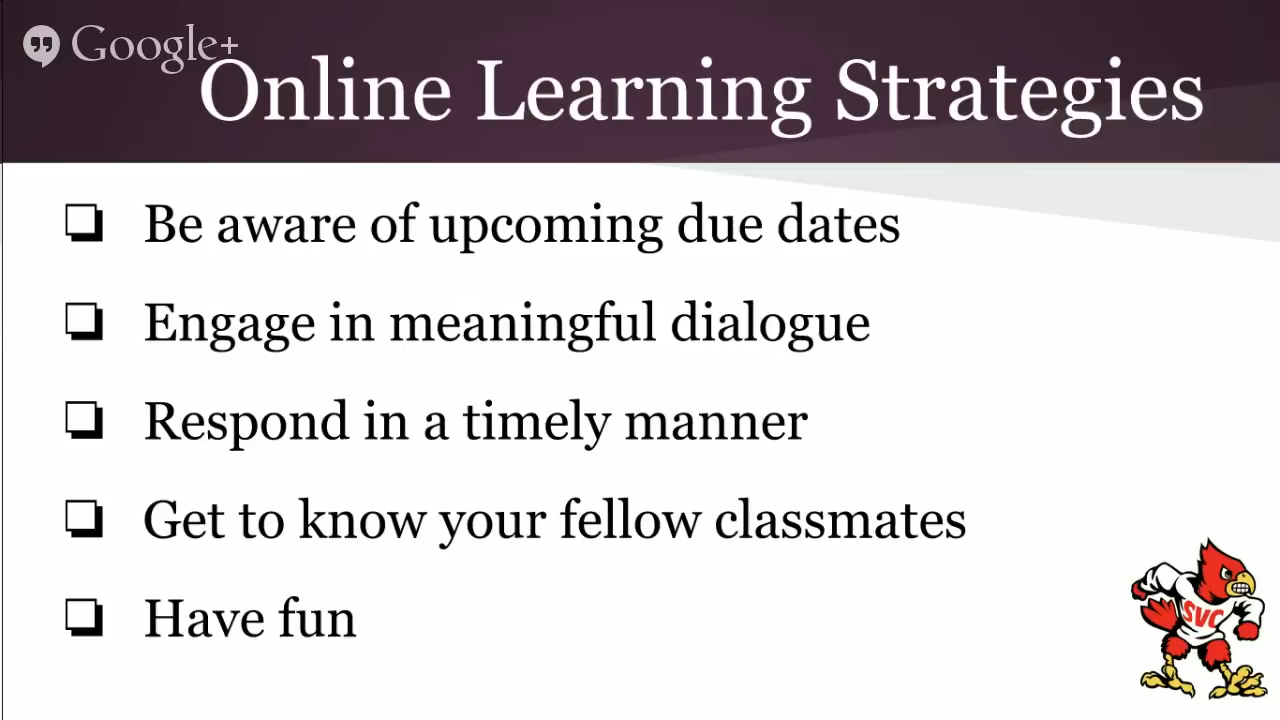 Google+
Online Learning Strategies
Be aware of upcoming due dates
Engage in meaningful dialogue
Respond in a timely manner
Get to know your fellow classmates
Have fun
SVC